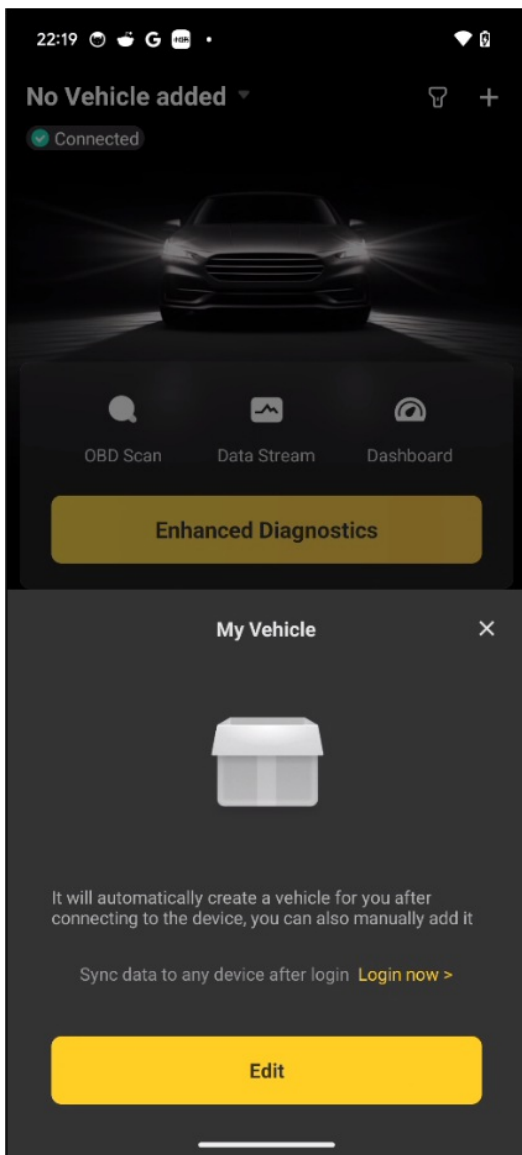 22:19 G
No Vehicle added
Connected
OBD Scan Data Stream Dashboard
Enhanced Diagnostics
My Vehicle
It will automatically create a vehicle for you after
connecting to the device, you can also manually add it
Sync data to any device after login Login now >
Edit